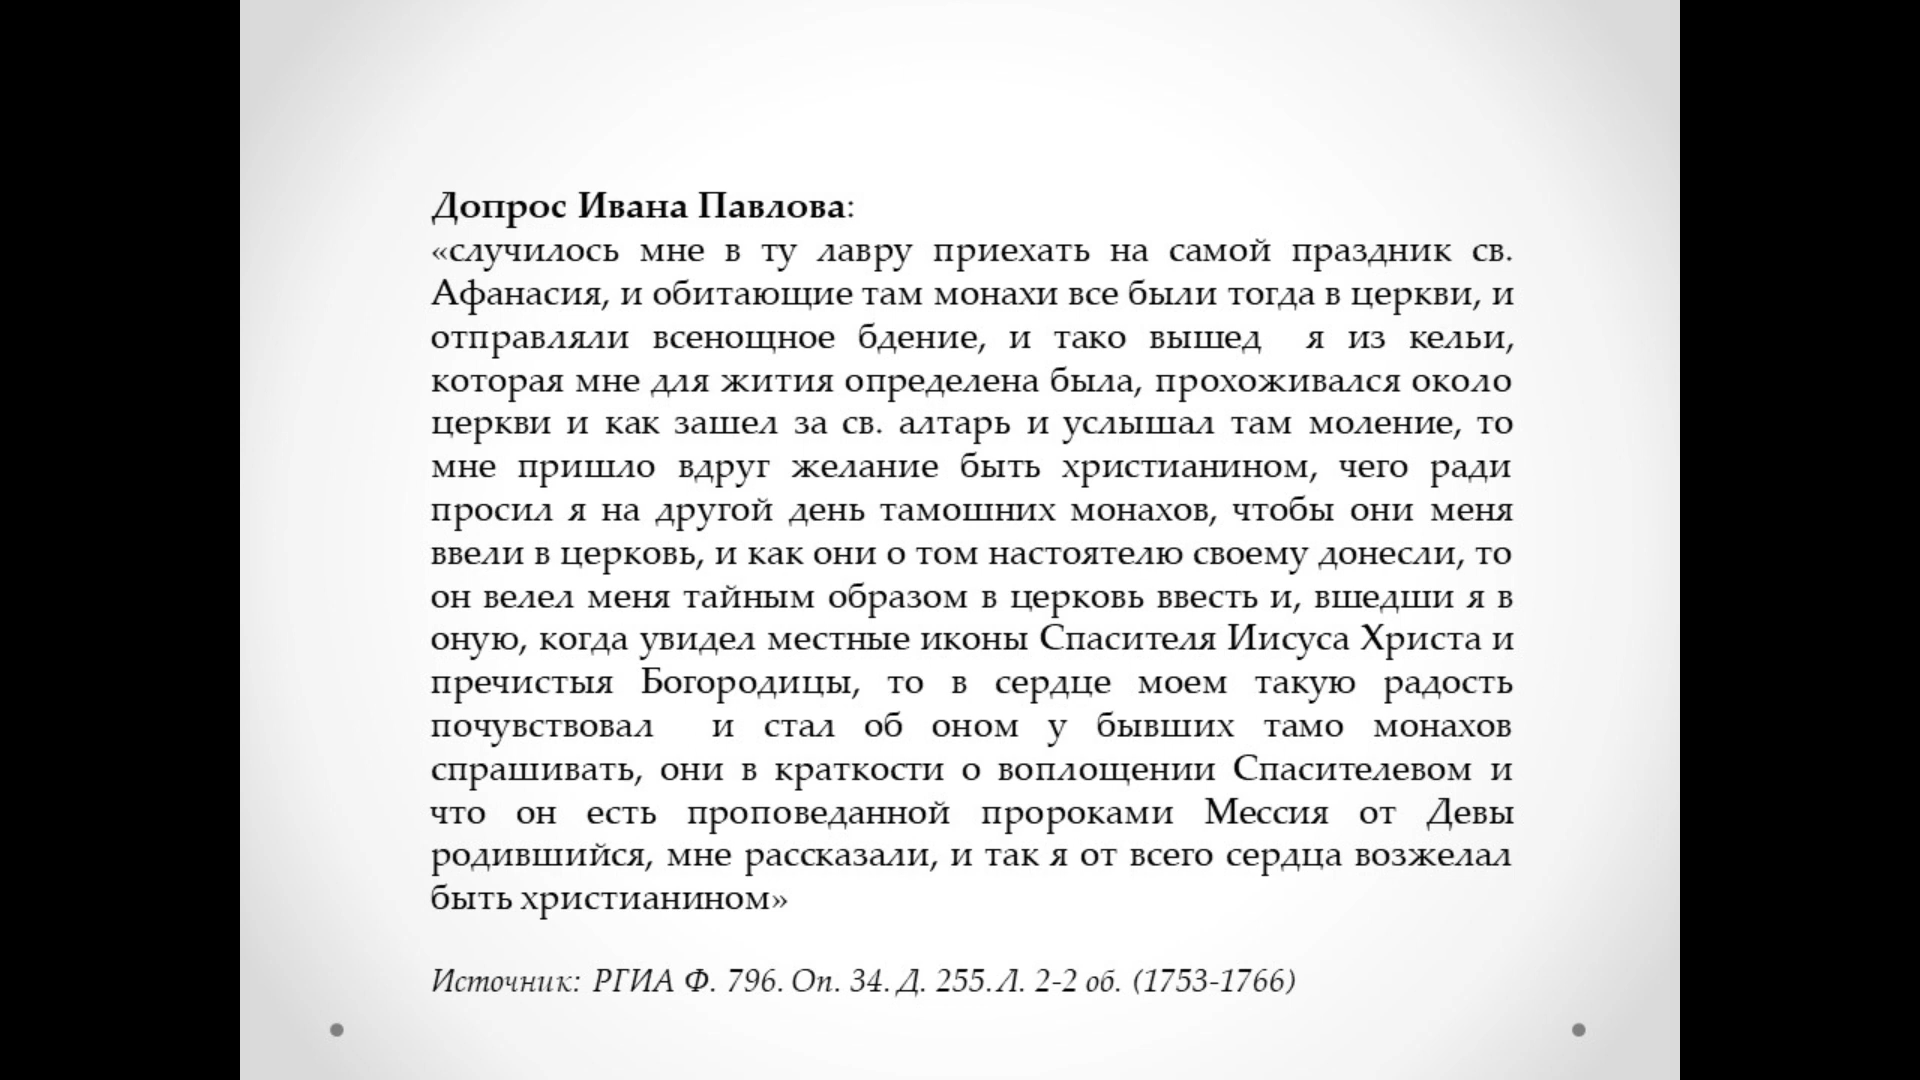 Допрос Ивана Павлова:
«случилось мне в ту лавру приехать на самой праздник св.
Афанасия, и обитающие там монахи все были тогда в церкви, и
отправляли всенощное бдение, и тако вышед я из кельи,
которая мне для жития определена была, прохоживался около
церкви и как зашел за св. алтарь и услышал там моление, то
мне пришло вдруг желание быть христианином, чего ради
просил я на другой день тамошних монахов, чтобы они меня
ввели в церковь, и как они о том настоятелю своему донесли, то
он велел меня тайным образом в церковь ввесть и, вшедши я в
оную, когда увидел местные иконы Спасителя Иисуса Христа и
пречистыя Богородицы, то в сердце моем такую радость
почувствовал и стал об оном у бывших тамо монахов
спрашивать, они в краткости о воплощении Спасителевом и
что он есть проповеданной пророками Мессия от Девы
родившийся, мне рассказали, и так я от всего сердца возжелал
быть христианином»
Источник: РГИА Ф. 796. Оп. 34. Д. 255. Л. 2-2 об. (1753-1766)